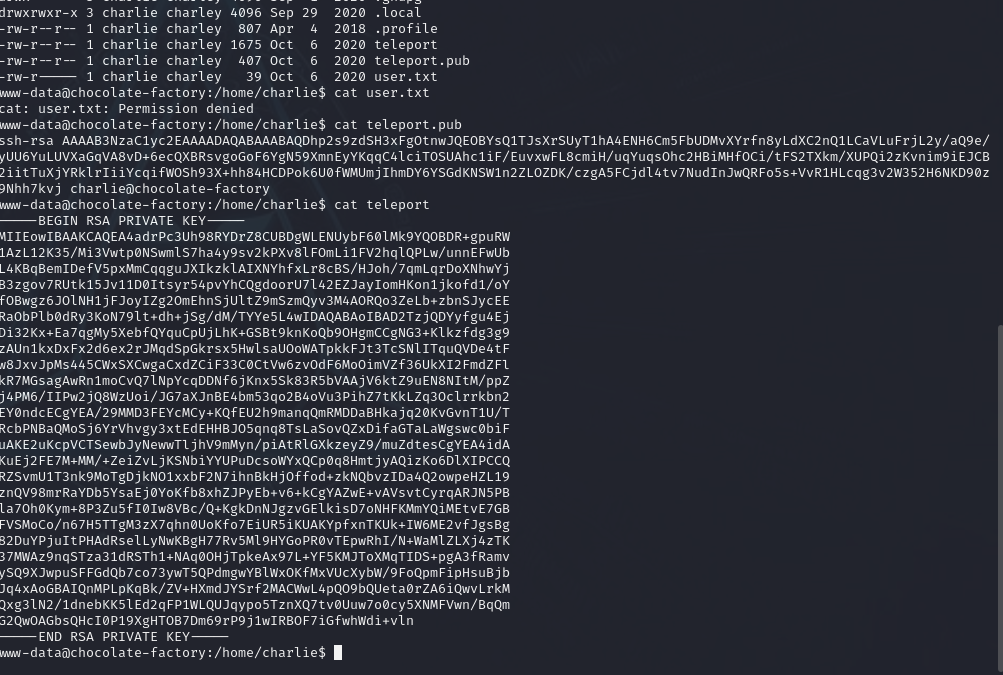 drwxrwxr-x 3 charlie charley 4096 Sep 29  2020 .local
-rw-r--r-- 1 charlie charley  807 Apr  4  2018 .profile
-rw-r--r-- 1 charlie charley 1675 Oct  6  2020 teleport
-rw-r--r-- 1 charlie charley  407 Oct  6  2020 teleport.pub
-rw-r----- 1 charlie charley   39 Oct  6  2020 user.txt
www-data@chocolate-factory:/home/charlie$ cat user.txt
cat: user.txt: Permission denied
www-data@chocolate-factory:/home/charlie$ cat teleport.pub
ssh-rsa AAAAB3NzaC1yc2EAAAADAQABAAABAQDhp2s9zdSH3xFgOtnwJQEOBYsQ1TJsXrSUyT1hA4ENH6Cm5FbUDMvXYrfn8yLdXC2nQ1LCaVLuFrjL2y/aQ9e/
yUU6YuLUVXaGqVA8vD+6ecQXBRsvgoGoF6YgN59XmnEyYKqqC4lciTOSUAhc1iF/EuvxwFL8cmiH/uqYuqsOhc2HBiMHfOCi/tFS2TXkm/XUPQi2zKvnim9iEJCB
2iitTuXjYRklrIiiYcqifWOSh93X+hh84HCDPok6U0fWMUmjIhmDY6YSGdKNSW1n2ZLOZDK/czgA5FCjdl4tv7NudInJwQRFo5s+VvR1HLcqg3v2W352H6NKD90z
9Nhh7kvj charlie@chocolate-factory
www-data@chocolate-factory:/home/charlie$ cat teleport
-----BEGIN RSA PRIVATE KEY-----
MIIEowIBAAKCAQEA4adrPc3Uh98RYDrZ8CUBDgWLENUybF60lMk9YQOBDR+gpuRW
1AzL12K35/Mi3Vwtp0NSwmlS7ha4y9sv2kPXv8lFOmLi1FV2hqlQPLw/unnEFwUb
L4KBqBemIDefV5pxMmCqqguJXIkzklAIXNYhfxLr8cBS/HJoh/7qmLqrDoXNhwYj
B3zgov7RUtk15Jv11D0Itsyr54pvYhCQgdoorU7l42EZJayIomHKon1jkofd1/oY
fOBwgz6JOlNH1jFJoyIZg2OmEhnSjUltZ9mSzmQyv3M4AORQo3ZeLb+zbnSJycEE
RaObPlb0dRy3KoN79lt+dh+jSg/dM/TYYe5L4wIDAQABAoIBAD2TzjQDYyfgu4Ej
Di32Kx+Ea7qgMy5XebfQYquCpUjLhK+GSBt9knKoQb9OHgmCCgNG3+Klkzfdg3g9
zAUn1kxDxFx2d6ex2rJMqdSpGkrsx5HwlsaUOoWATpkkFJt3TcSNlITquQVDe4tF
w8JxvJpMs445CWxSXCwgaCxdZCiF33C0CtVw6zvOdF6MoOimVZf36UkXI2FmdZFl
kR7MGsagAwRn1moCvQ7lNpYcqDDNf6jKnx5Sk83R5bVAAjV6ktZ9uEN8NItM/ppZ
j4PM6/IIPw2jQ8WzUoi/JG7aXJnBE4bm53qo2B4oVu3PihZ7tKkLZq3Oclrrkbn2
EY0ndcECgYEA/29MMD3FEYcMCy+KQfEU2h9manqQmRMDDaBHkajq20KvGvnT1U/T
RcbPNBaQMoSj6YrVhvgy3xtEdEHHBJO5qnq8TsLaSovQZxDifaGTaLaWgswc0biF
uAKE2uKcpVCTSewbJyNewwTljhV9mMyn/piAtRlGXkzeyZ9/muZdtesCgYEA4idA
KuEj2FE7M+MM/+ZeiZvLjKSNbiYYUPuDcsoWYxQCp0q8HmtjyAQizKo6DlXIPCCQ
RZSvmU1T3nk9MoTgDjkNO1xxbF2N7ihnBkHjOffod+zkNQbvzIDa4Q2owpeHZL19
znQV98mrRaYDb5YsaEj0YoKfb8xhZJPyEb+v6+kCgYAZwE+vAVsvtCyrqARJN5PB
la7Oh0Kym+8P3Zu5fI0Iw8VBc/Q+KgkDnNJgzvGElkisD7oNHFKMmYQiMEtvE7GB
FVSMoCo/n67H5TTgM3zX7qhn0UoKfo7EiUR5iKUAKYpfxnTKUk+IW6ME2vfJgsBg
82DuYPjuItPHAdRselLyNwKBgH77Rv5Ml9HYGoPR0vTEpwRhI/N+WaMlZLXj4zTK
37MWAz9nqSTza31dRSTh1+NAq0OHjTpkeAx97L+YF5KMJToXMqTIDS+pgA3fRamv
ySQ9XJwpuSFFGdQb7co73ywT5QPdmgwYBlWxOKfMxVUcXybW/9FoQpmFipHsuBjb
Jq4xAoGBAIQnMPLpKqBk/ZV+HXmdJYSrf2MACWwL4pQO9bQUeta0rZA6iQwvLrkM
Qxg3lN2/1dnebKK5lEd2qFP1WLQUJqypo5TznXQ7tv0Uuw7o0cy5XNMFVwn/BqQm
G2QwOAGbsQHcI0P19XgHTOB7Dm69rP9j1wIRBOF7iGfwhWdi+vln
-----END RSA PRIVATE KEY-----
www-data@chocolate-factory:/home/charlie$